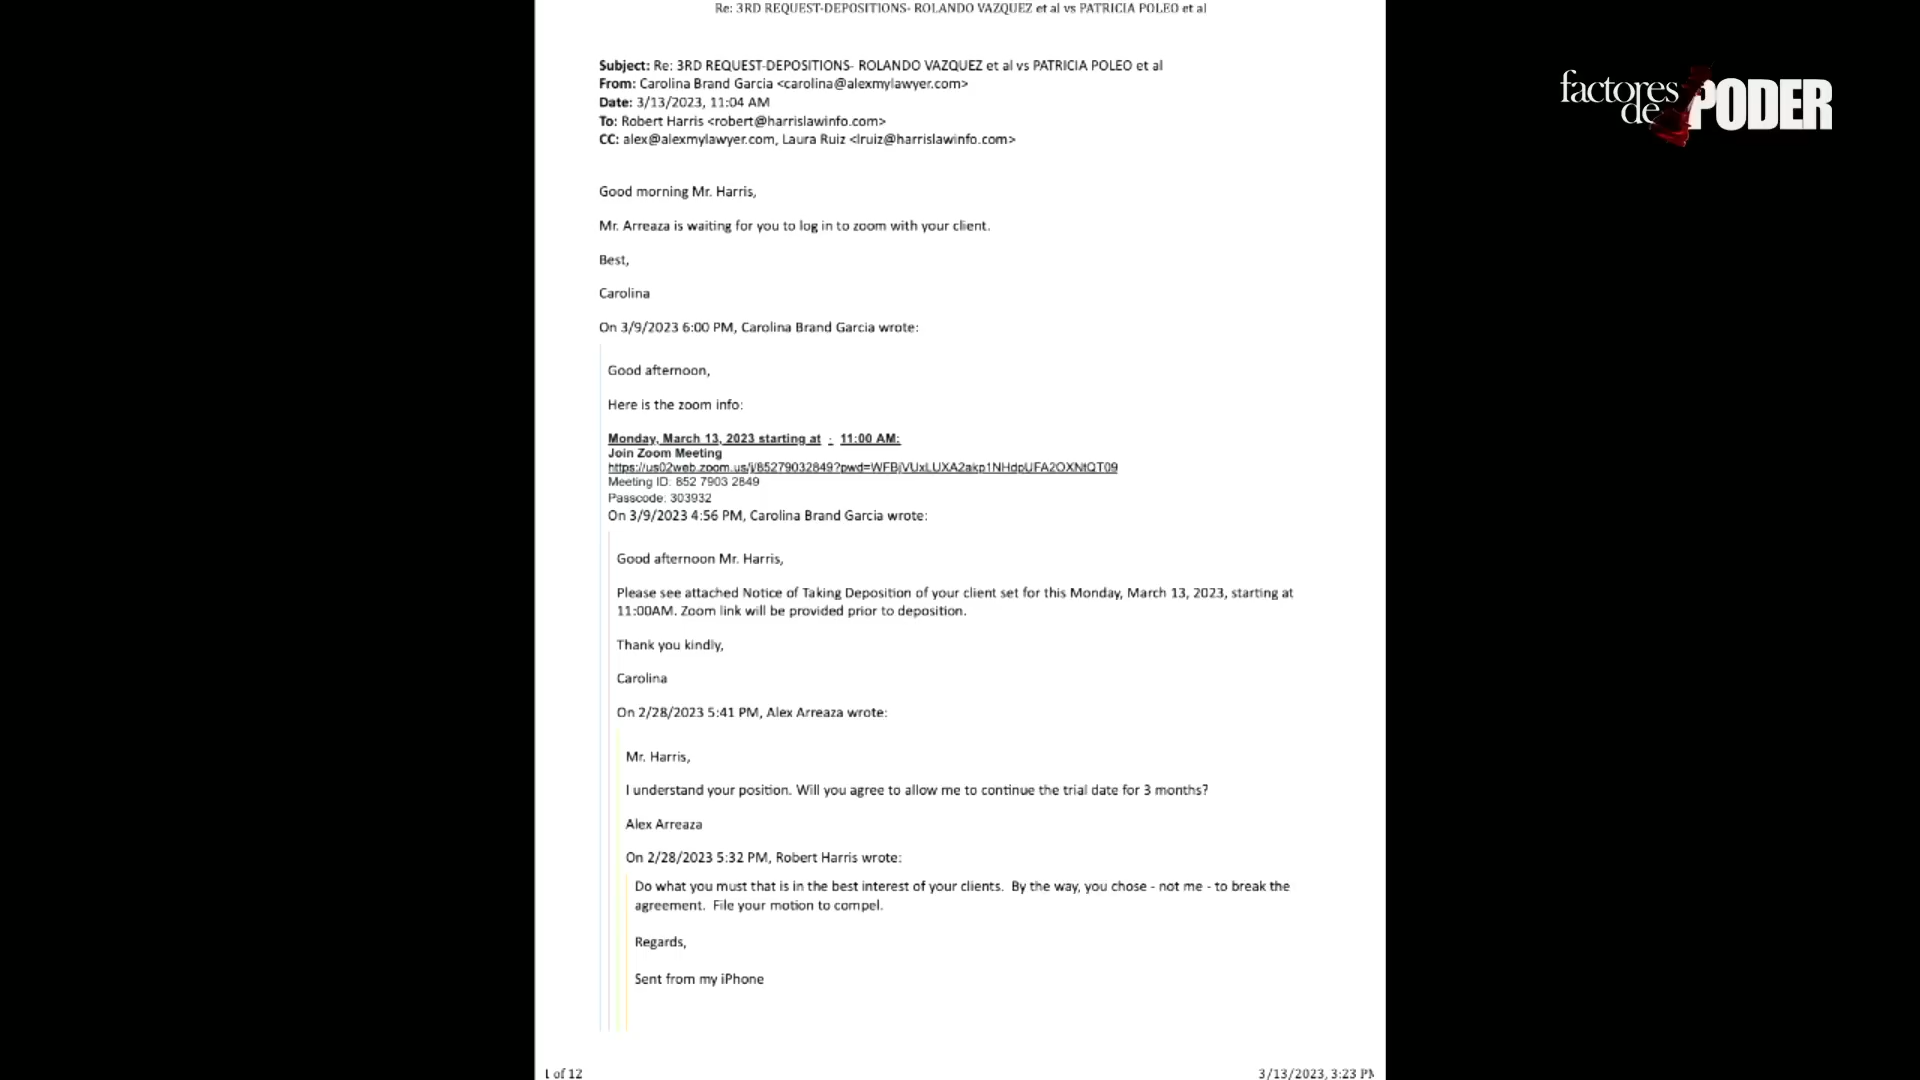 Re: 3RD REQUEST-DEPOSITIONS- ROLANDO VAZQUEZ et al vs PATRICIA POLEO et al
factores de PODER
Subject: Re: 3RD REQUEST-DEPOSITIONS- ROLANDO VAZQUEZ et al vs PATRICIA POLEO et al
From: Carolina Brand Garcia <carolina@alexmylawyer.com>
Date: 3/13/2023, 11:04 AM
To: Robert Harris <robert@harrislawinfo.com>
CC: alex@alexmylawyer.com, Laura Ruiz <lruiz@harrislawinfo.com>
Good morning Mr. Harris,
Mr. Arreaza is waiting for you to log in to zoom with your client.
Best,
Carolina
On 3/9/2023 6:00 PM, Carolina Brand Garcia wrote:
Good afternoon,
Here is the zoom info:
Monday, March 13, 2023 starting at - 11:00 AM:
Join Zoom Meeting
Meeting ID: 852 7903 2849
Passcode: 303932
On 3/9/2023 4:56 PM, Carolina Brand Garcia wrote:
Good afternoon Mr. Harris,
Please see attached Notice of Taking Deposition of your client set for this Monday, March 13, 2023, starting at
11:00AM. Zoom link will be provided prior to deposition.
Thank you kindly,
Carolina
On 2/28/2023 5:41 PM, Alex Arreaza wrote:
Mr. Harris,
I understand your position. Will you agree to allow me to continue the trial date for 3 months?
Alex Arreaza
On 2/28/2023 5:32 PM, Robert Harris wrote:
Do what you must that is in the best interest of your clients. By the way, you chose - not me - to break the
agreement. File your motion to compel.
Regards,
Sent from my iPhone
1 of 12
3/13/2023, 3:23 PM